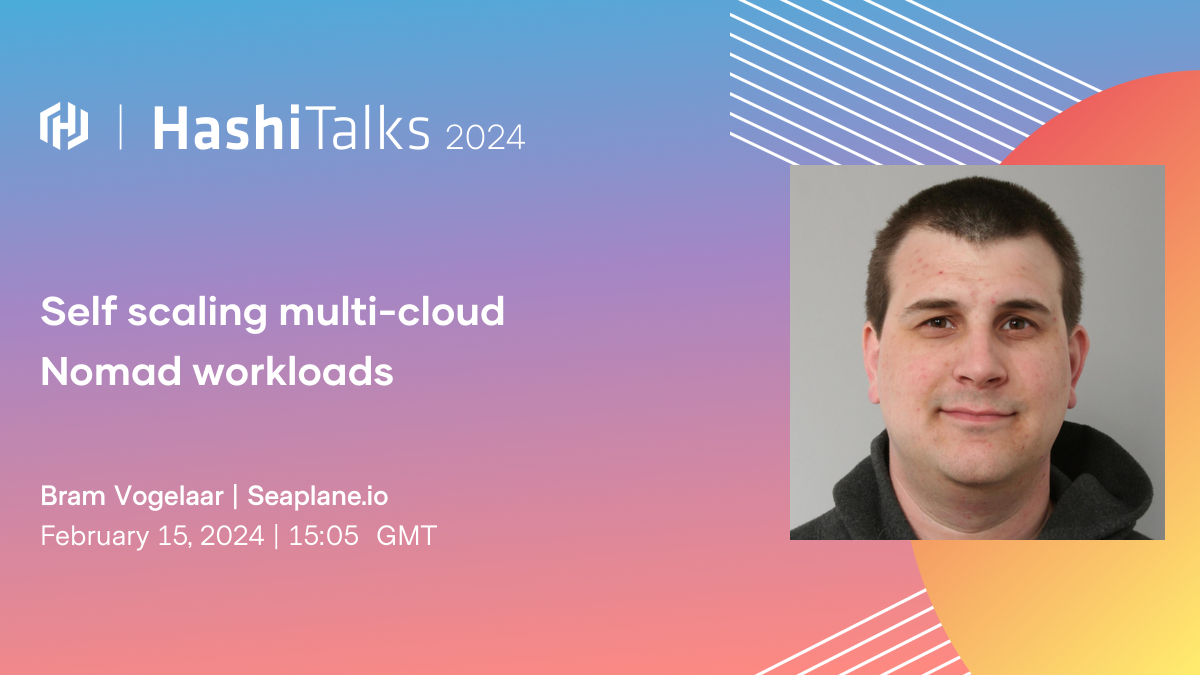 HashiTalks 2024
Self scaling multi-cloud
Nomad workloads
Bram Vogelaar | Seaplane.io
February 15, 2024 | 15:05 GMT